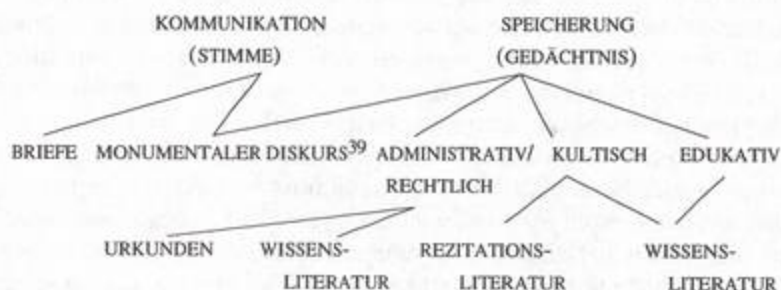 KOMMUNIKATION SPEICHERUNG
(STIMME) (GEDÄCHTNIS)
BRIEFE MONUMENTALER DISKURS³⁹ ADMINISTRATIV/ KULTISCH EDUKATIV
RECHTLICH
URKUNDEN WISSENS- REZITATIONS- WISSENS-
LITERATUR LITERATUR LITERATUR